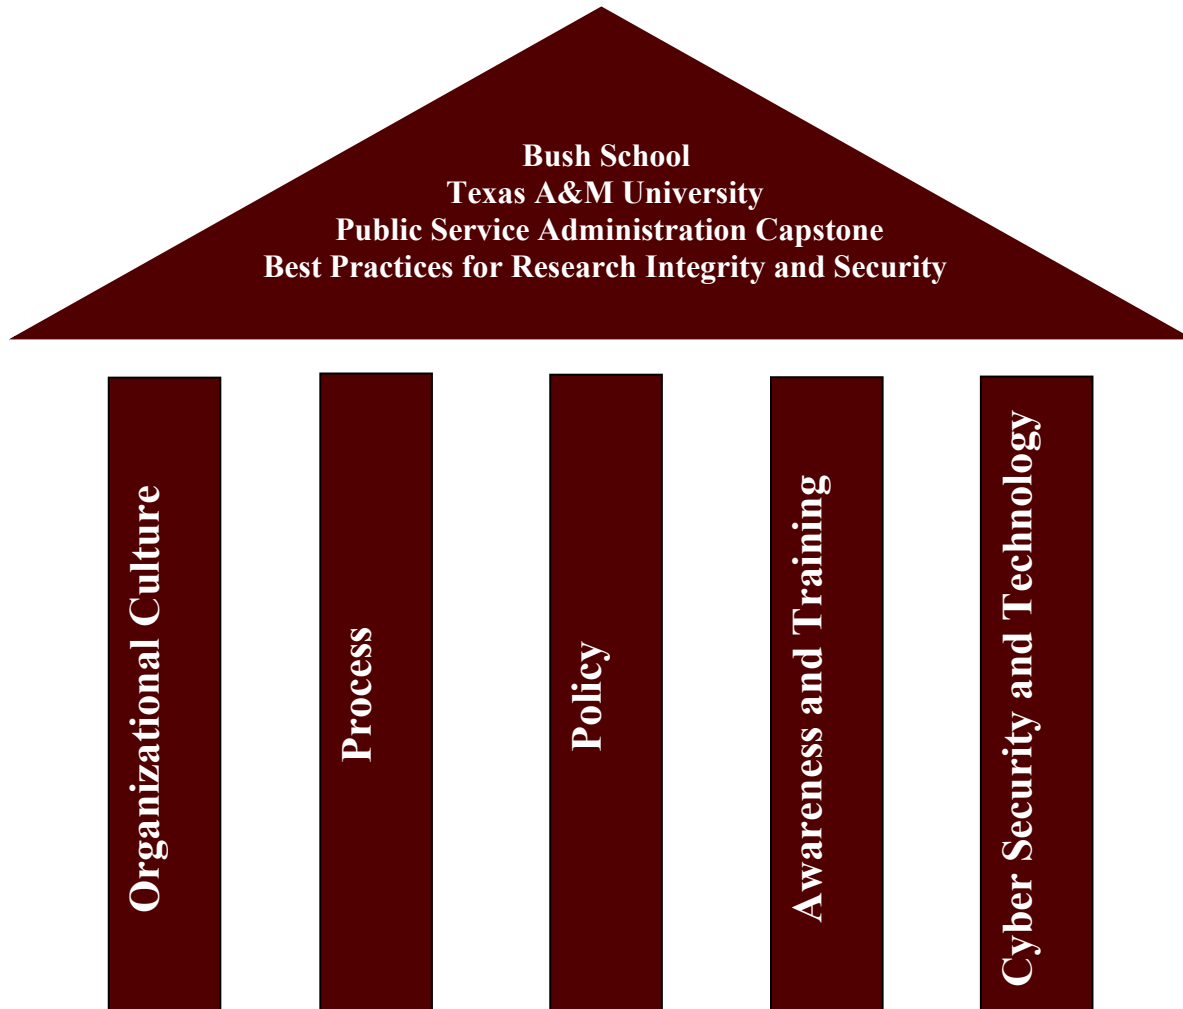 Bush School
Texas A&M University
Public Service Administration Capstone
Best Practices for Research Integrity and Security
Organizational Culture
Process
Policy
Awareness and Training
Cyber Security and Technology